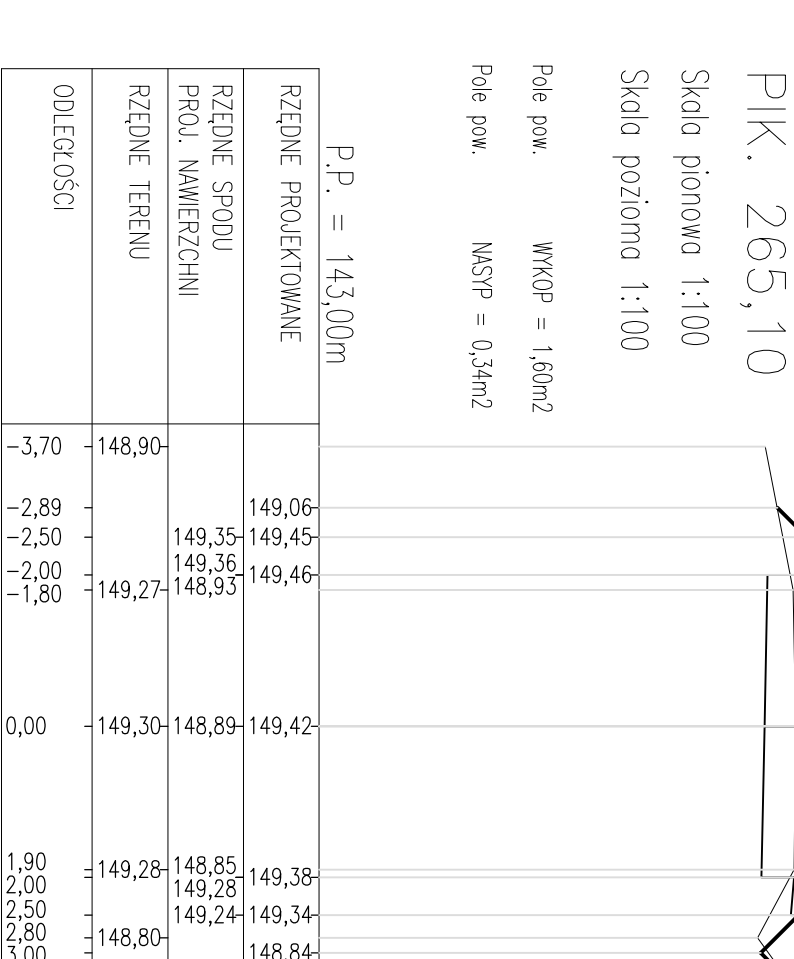 PIK. 265,10
Skala pionowa 1:100
Skala pozioma 1:100
Pole pow. WYKOP = 1,60m2
Pole pow. NASYP = 0,34m2
P.P. = 143,00m
RZĘDNE PROJEKTOWANE
149,06
149,45
149,46
149,42
149,38
149,34
148,84
RZĘDNE SPODU
PROJ. NAWIERZCHNI
149,35
149,36
148,93
148,89
148,85
149,28
149,24
RZĘDNE TERENU
148,90
149,27
149,30
149,28
148,80
ODLEGŁOŚCI
-3,70
-2,89
-2,50
-2,00
-1,80
0,00
1,90
2,00
2,50
2,80
3,00